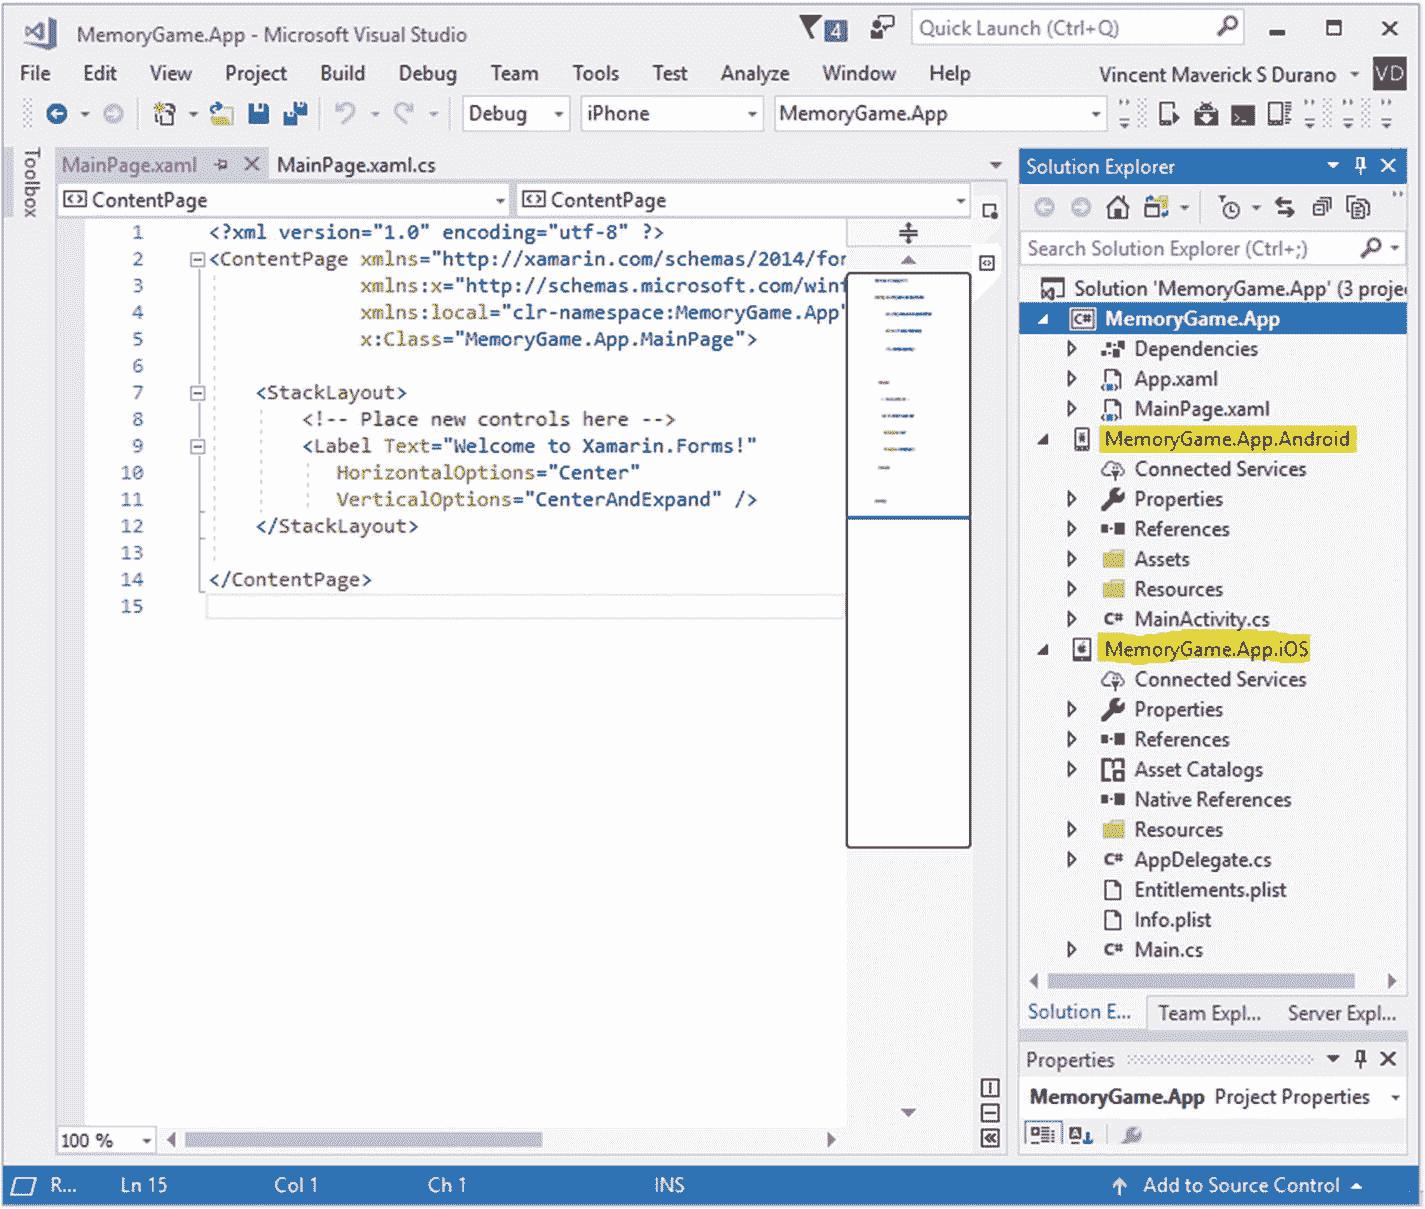 MemoryGame.App - Microsoft Visual Studio
4
Quick Launch (Ctrl+Q)
File Edit View Project Build Debug Team Tools Test Analyze Window Help
Vincent Maverick S Durano VD
Debug iPhone MemoryGame.App
Toolbox
MainPage.xaml MainPage.xaml.cs
ContentPage ContentPage
1 <?xml version="1.0" encoding="utf-8" ?>
2 <ContentPage xmlns="http://xamarin.com/schemas/2014/for
3 xmlns:x="http://schemas.microsoft.com/winf
4 xmlns:local="clr-namespace:MemoryGame.App"
5 x:Class="MemoryGame.App.MainPage">
6
7 <StackLayout>
8 <!-- Place new controls here -->
9 <Label Text="Welcome to Xamarin.Forms!"
10 HorizontalOptions="Center"
11 VerticalOptions="CenterAndExpand" />
12 </StackLayout>
13
14 </ContentPage>
15
100 %
Solution Explorer
Search Solution Explorer (Ctrl+;)
Solution 'MemoryGame.App' (3 proje
C# MemoryGame.App
Dependencies
App.xaml
MainPage.xaml
MemoryGame.App.Android
Connected Services
Properties
References
Assets
Resources
C# MainActivity.cs
MemoryGame.App.iOS
Connected Services
Properties
References
Asset Catalogs
Native References
Resources
C# AppDelegate.cs
Entitlements.plist
Info.plist
C# Main.cs
Solution E... Team Expl... Server Expl...
Properties
MemoryGame.App Project Properties
R... Ln 15 Col 1 Ch 1 INS Add to Source Control